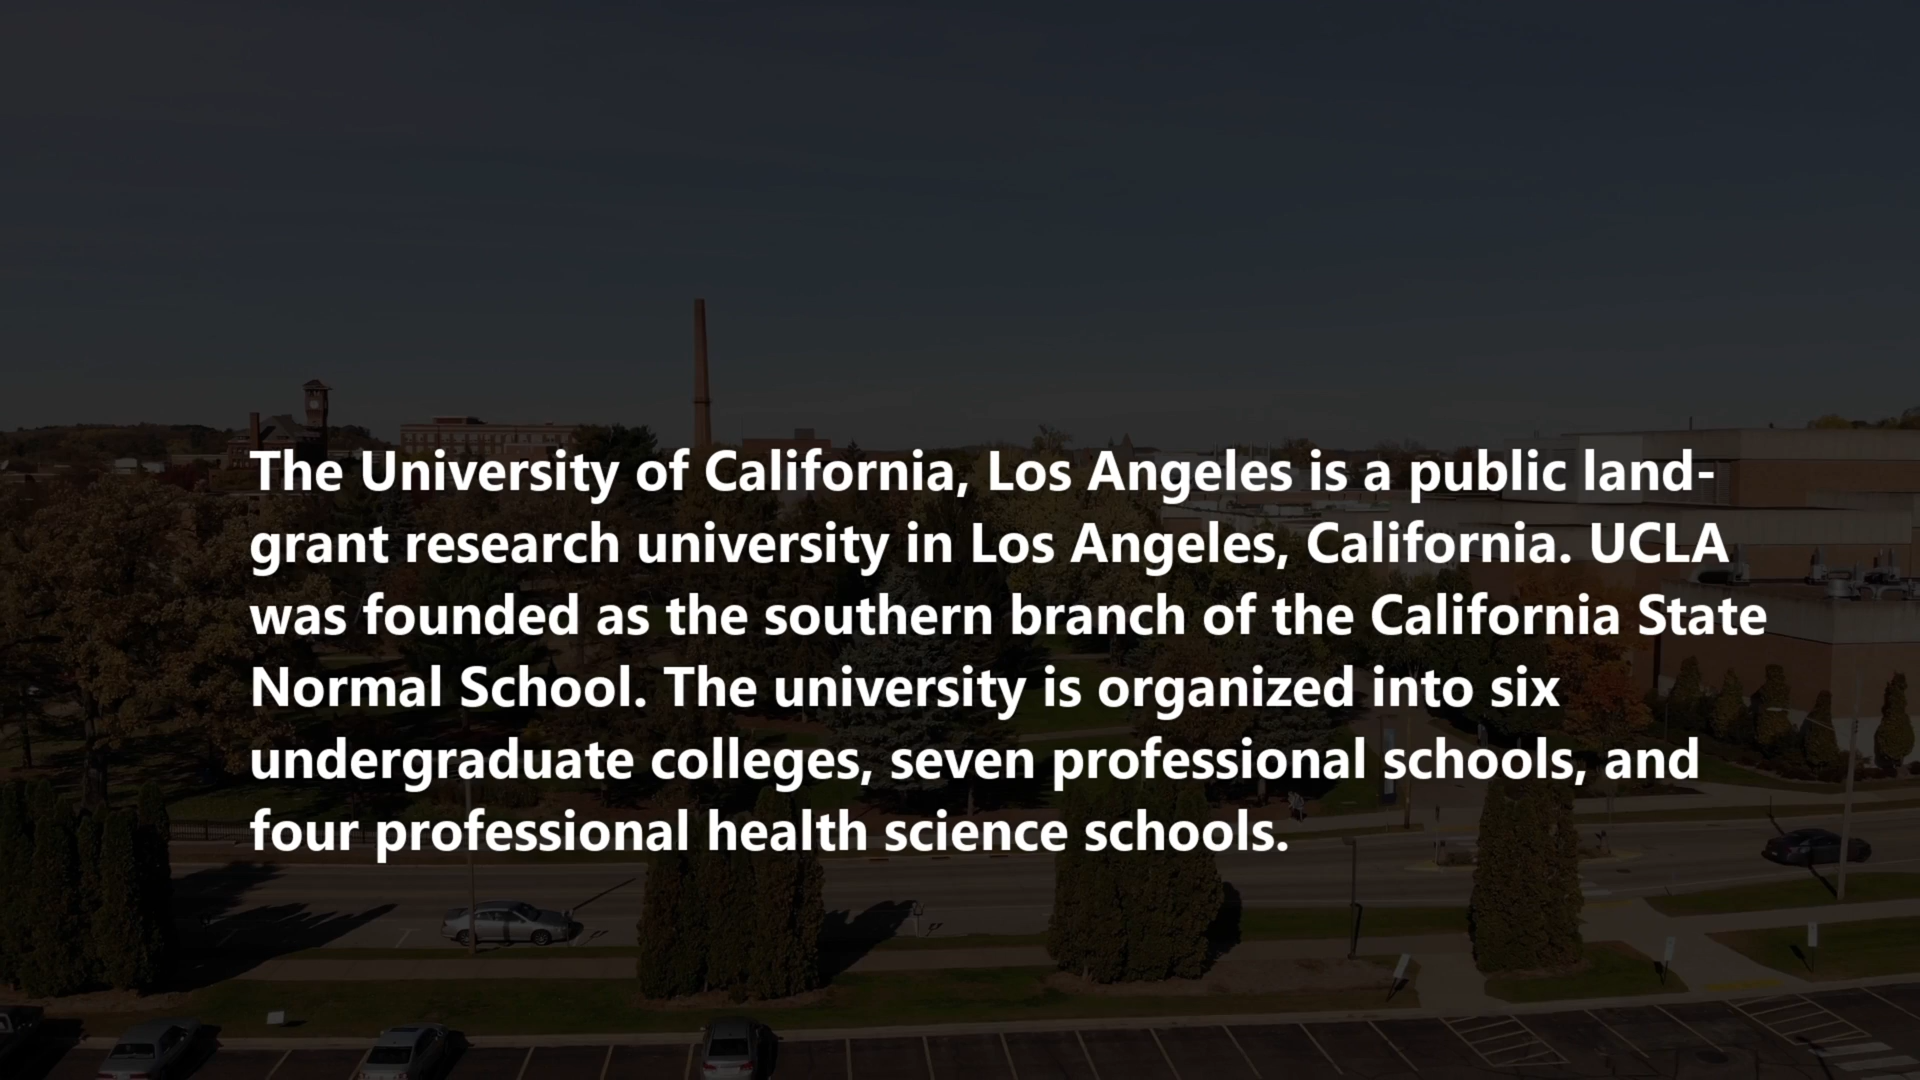 The University of California, Los Angeles is a public land-
grant research university in Los Angeles, California. UCLA
was founded as the southern branch of the California State
Normal School. The university is organized into six
undergraduate colleges, seven professional schools, and
four professional health science schools.